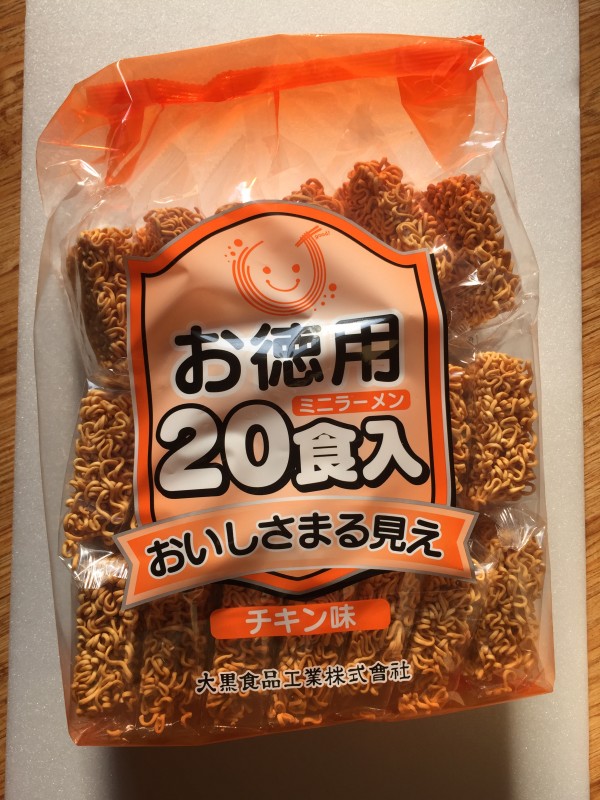 お徳用
ミニラーメン
20食入
おいしさまる見え
チキン味
大黒食品工業株式會社